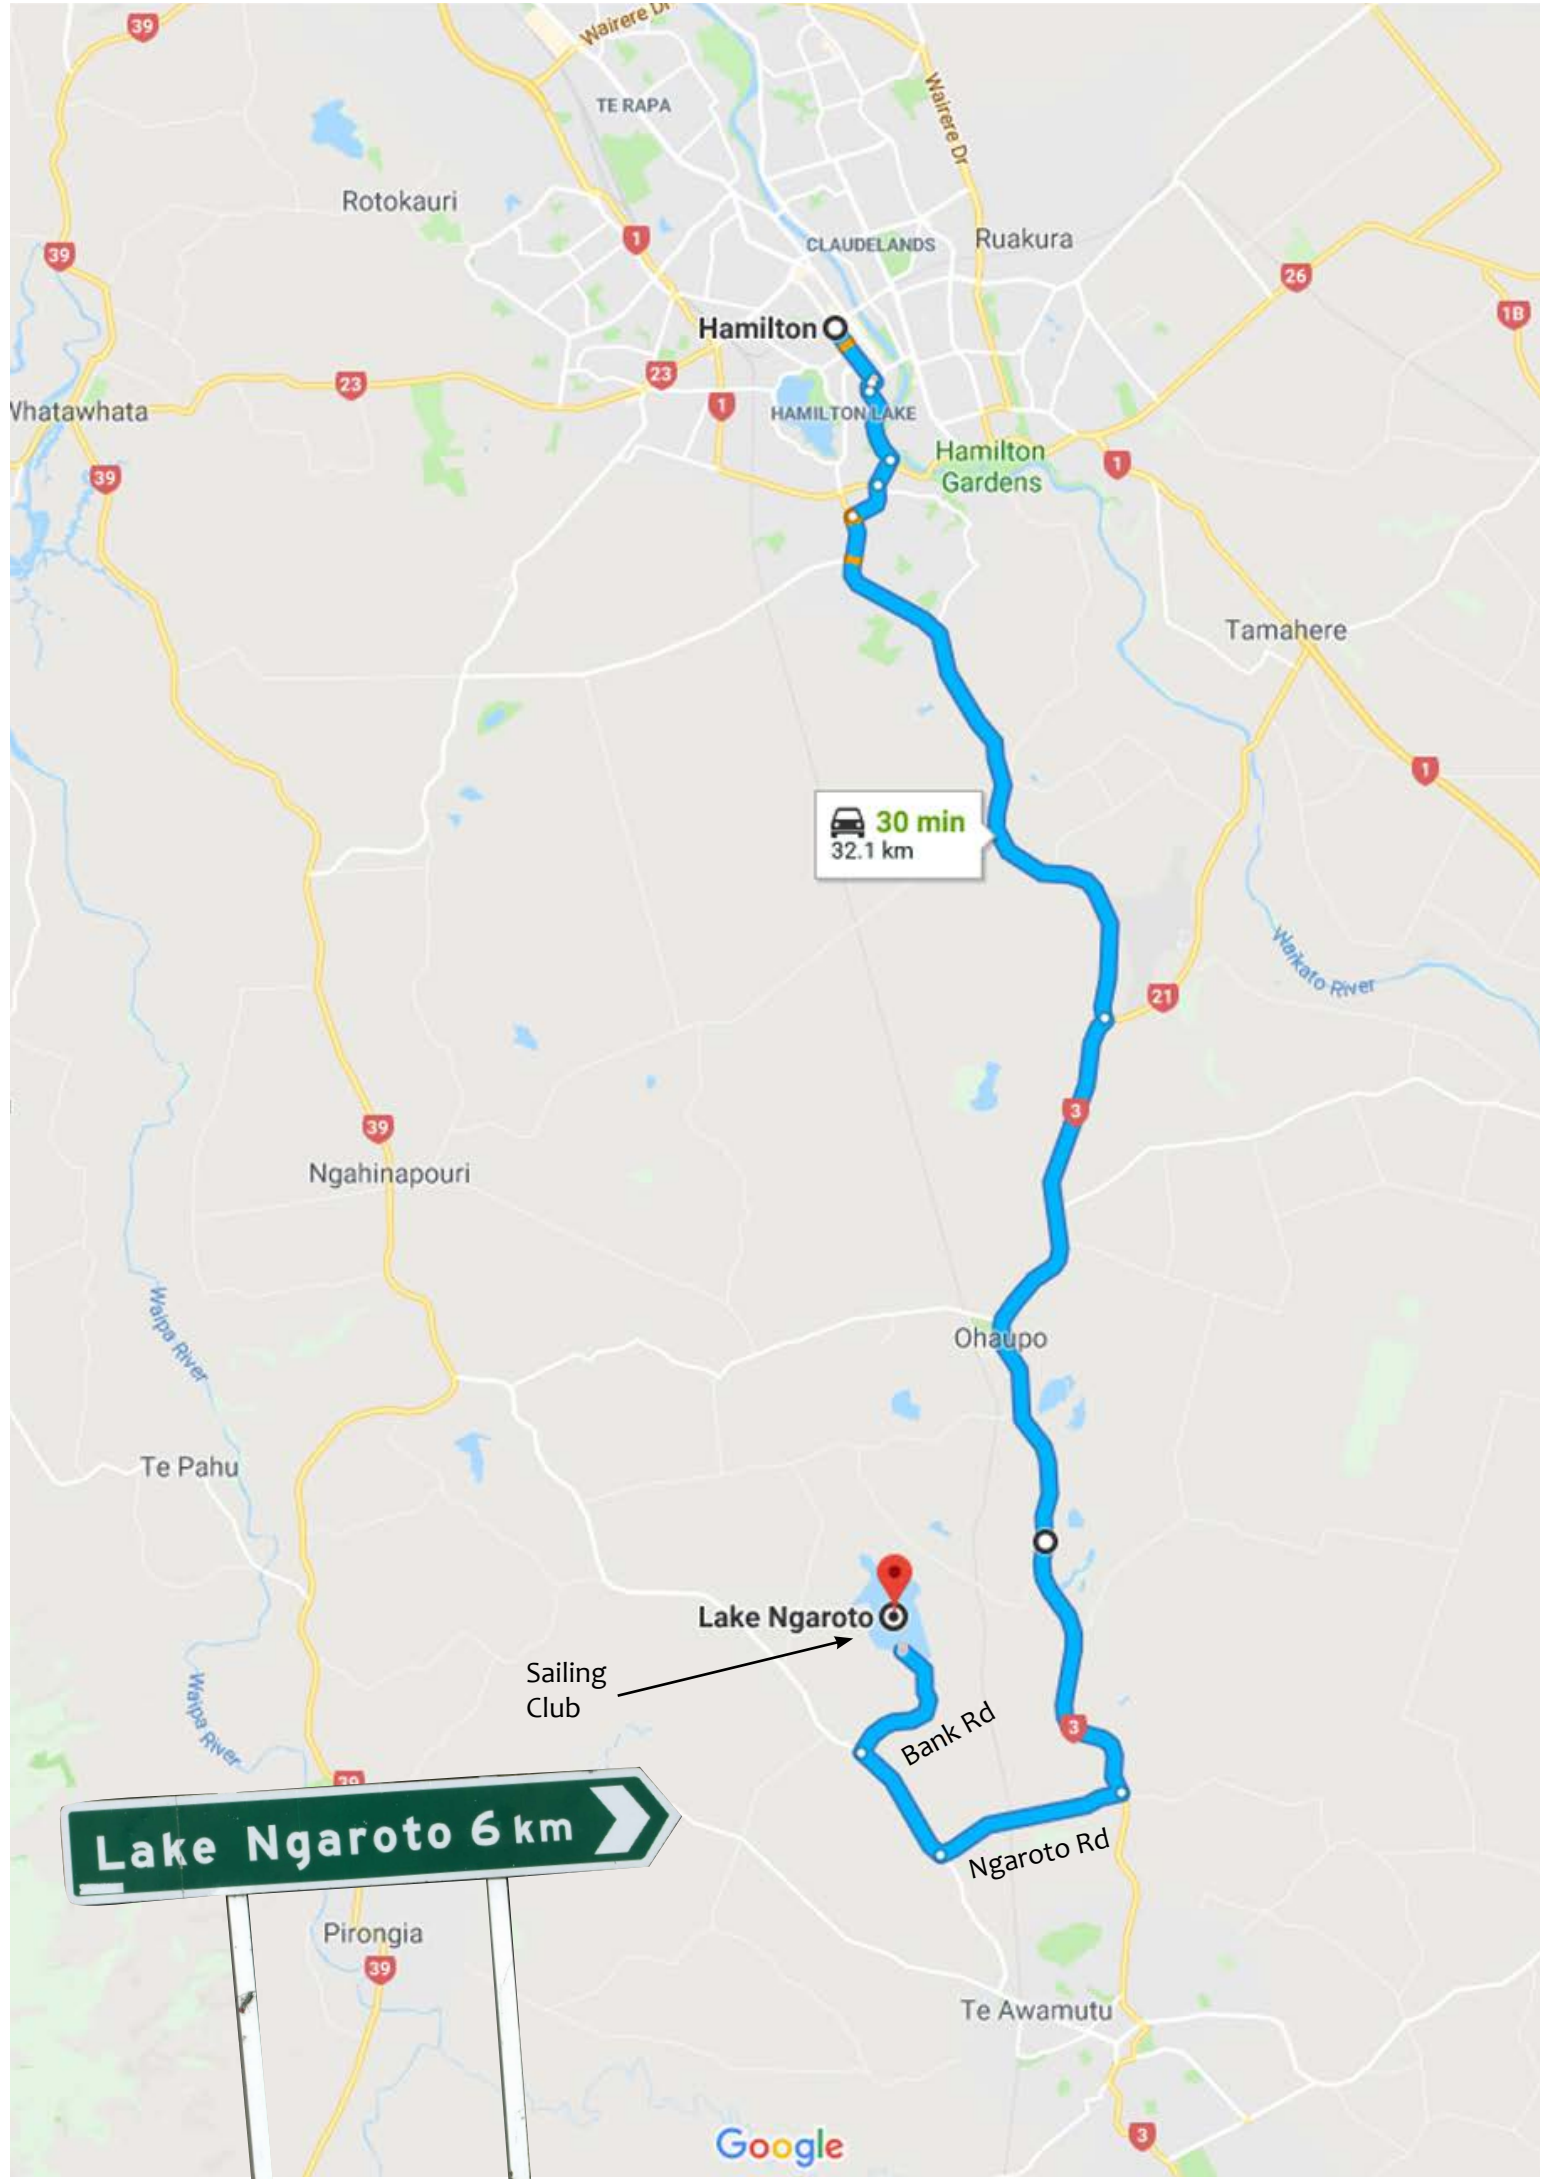 39
Wairere Dr
TE RAPA
Wairere Dr
Rotokauri
1
CLAUDELANDS
Ruakura
39
26
1B
Hamilton
23
23
1
Whatawhata
HAMILTON LAKE
Hamilton
Gardens
1
39
Tamahere
1
30 min
32.1 km
Waikato River
21
3
39
Ngahinapouri
Waipa River
Ohaupo
Te Pahu
Lake Ngaroto
Sailing
Club
Waipa River
Bank Rd
3
39
Lake Ngaroto 6 km
Ngaroto Rd
Pirongia
39
Te Awamutu
Google
3